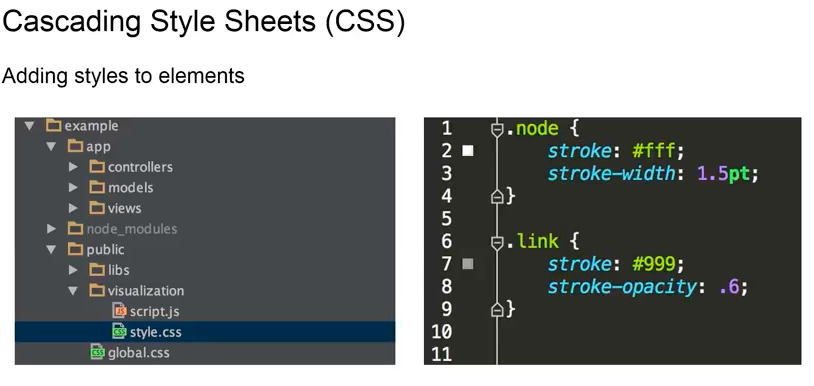 Cascading Style Sheets (CSS)
Adding styles to elements
example
app
controllers
models
views
node_modules
public
libs
visualization
script.js
style.css
global.css
1 .node {
2 stroke: #fff;
3 stroke-width: 1.5pt;
4 }
5
6 .link {
7 stroke: #999;
8 stroke-opacity: .6;
9 }
10
11